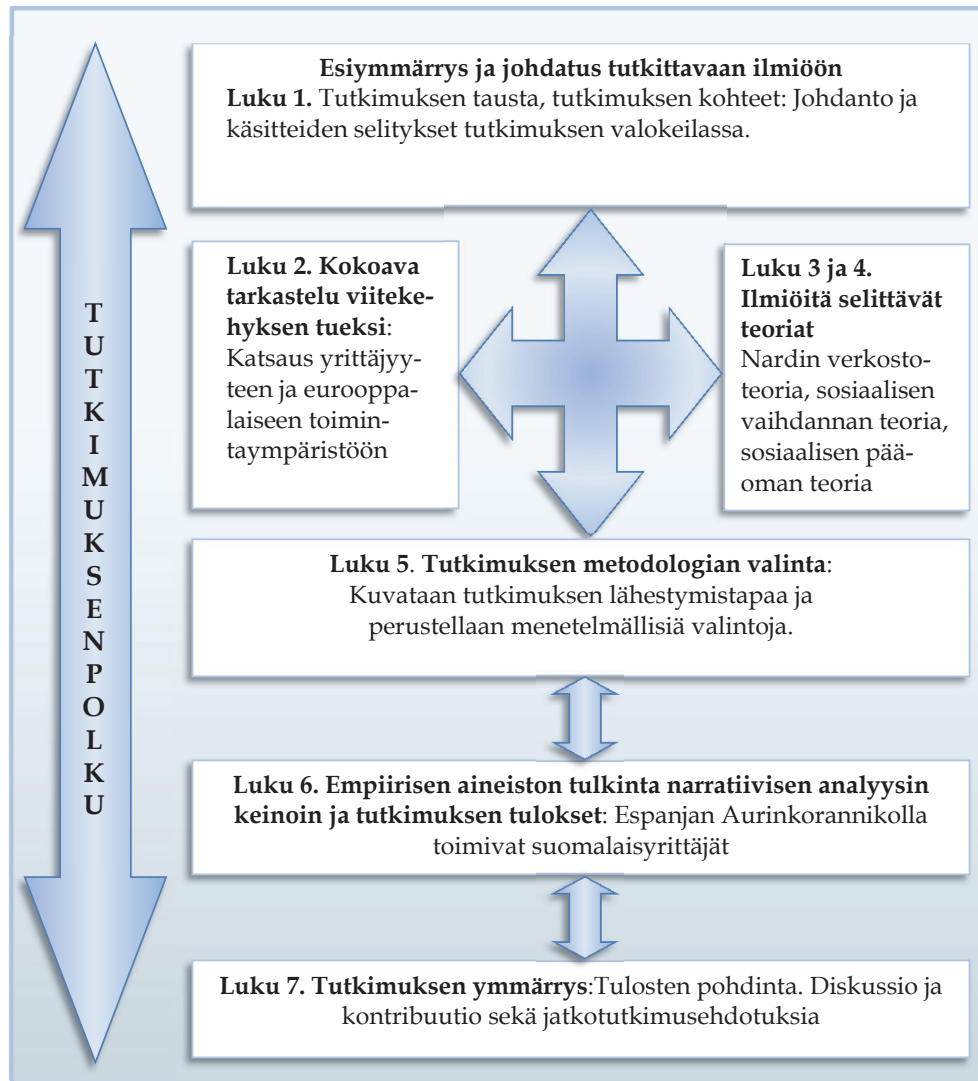 Esiymmärrys ja johdatus tutkittavaan ilmiöön
Luku 1. Tutkimuksen tausta, tutkimuksen kohteet: Johdanto ja
käsitteiden selitykset tutkimuksen valokeilassa.
T
U
T
K
I
M
U
K
S
E
N
P
O
L
K
U
Luku 2. Kokoava
tarkastelu viiteke-
hyksen tueksi:
Katsaus yrittäjyy-
teen ja eurooppa-
laiseen toimin-
taympäristöön
Luku 3 ja 4.
Ilmiöitä selittävät
teoriat
Nardin verkosto-
teoria, sosiaalisen
vaihdannan teoria,
sosiaalisen pää-
oman teoria
Luku 5. Tutkimuksen metodologian valinta:
Kuvataan tutkimuksen lähestymistapaa ja
perustellaan menetelmällisiä valintoja.
Luku 6. Empiirisen aineiston tulkinta narratiivisen analyysin
keinoin ja tutkimuksen tulokset: Espanjan Aurinkorannikolla
toimivat suomalaisyrittäjät
Luku 7. Tutkimuksen ymmärrys:Tulosten pohdinta. Diskussio ja
kontribuutio sekä jatkotutkimusehdotuksia